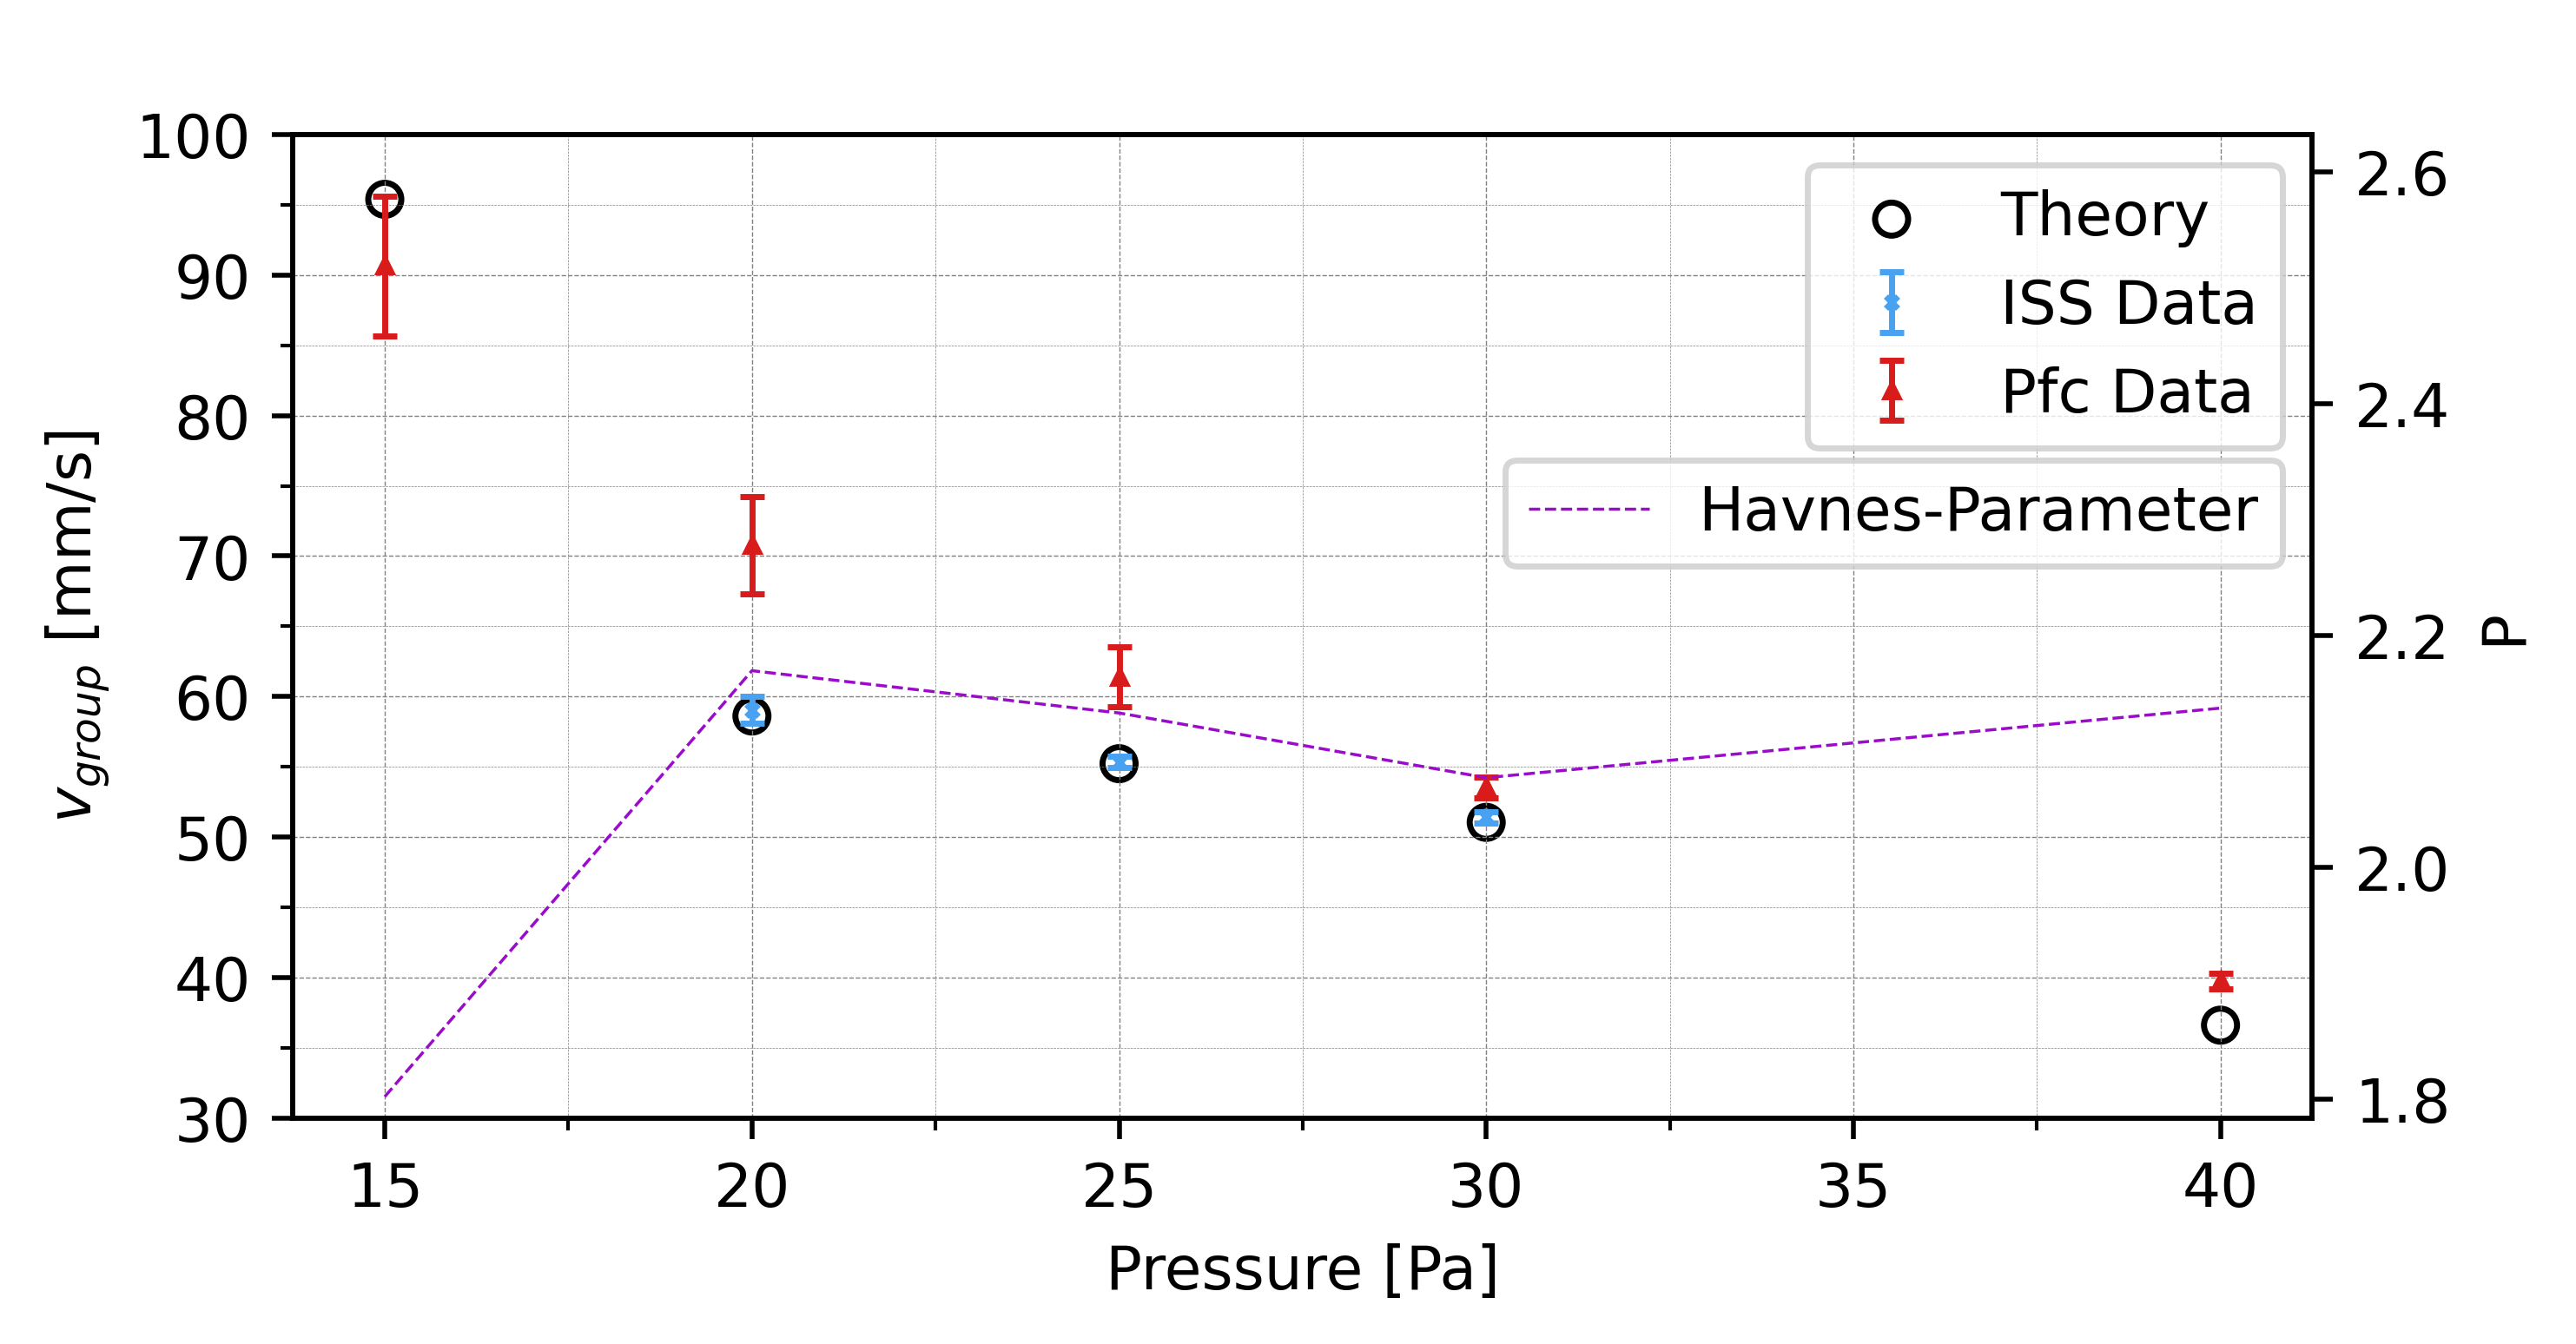 100
90
80
70
60
50
40
30
v_group [mm/s]
15
20
25
30
35
40
Pressure [Pa]
2.6
2.4
2.2
2.0
1.8
P
Theory
ISS Data
Pfc Data
Havnes-Parameter